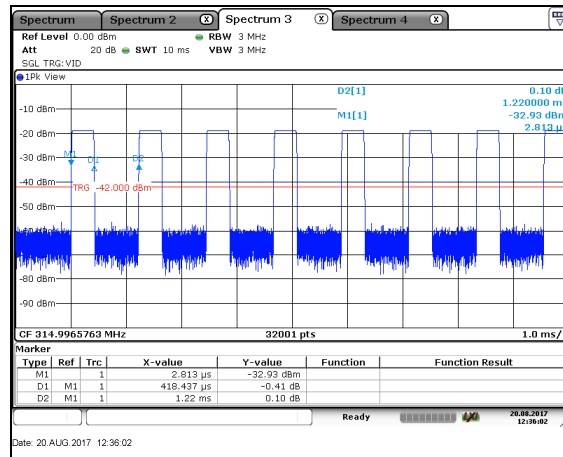 Spectrum Spectrum 2 X Spectrum 3 X Spectrum 4 X
Ref Level 0.00 dBm RBW 3 MHz
Att 20 dB SWT 10 ms VBW 3 MHz
SGL TRG:VID
1Pk View
D2[1] 0.10 dB
1.220000 m
M1[1] -32.93 dBm
2.813 µs
-10 dBm
-20 dBm
-30 dBm
M1 D1 D2
-40 dBm
TRG -42.000 dBm
-50 dBm
-60 dBm
-70 dBm
-80 dBm
-90 dBm
CF 314.9965763 MHz 32001 pts 1.0 ms/
Marker
Type Ref Trc X-value Y-value Function Function Result
M1 1 2.813 µs -32.93 dBm
D1 M1 1 418.437 µs -0.41 dB
D2 M1 1 1.22 ms 0.10 dB
Ready 20.08.2017
12:36:02
Date: 20.AUG.2017 12:36:02